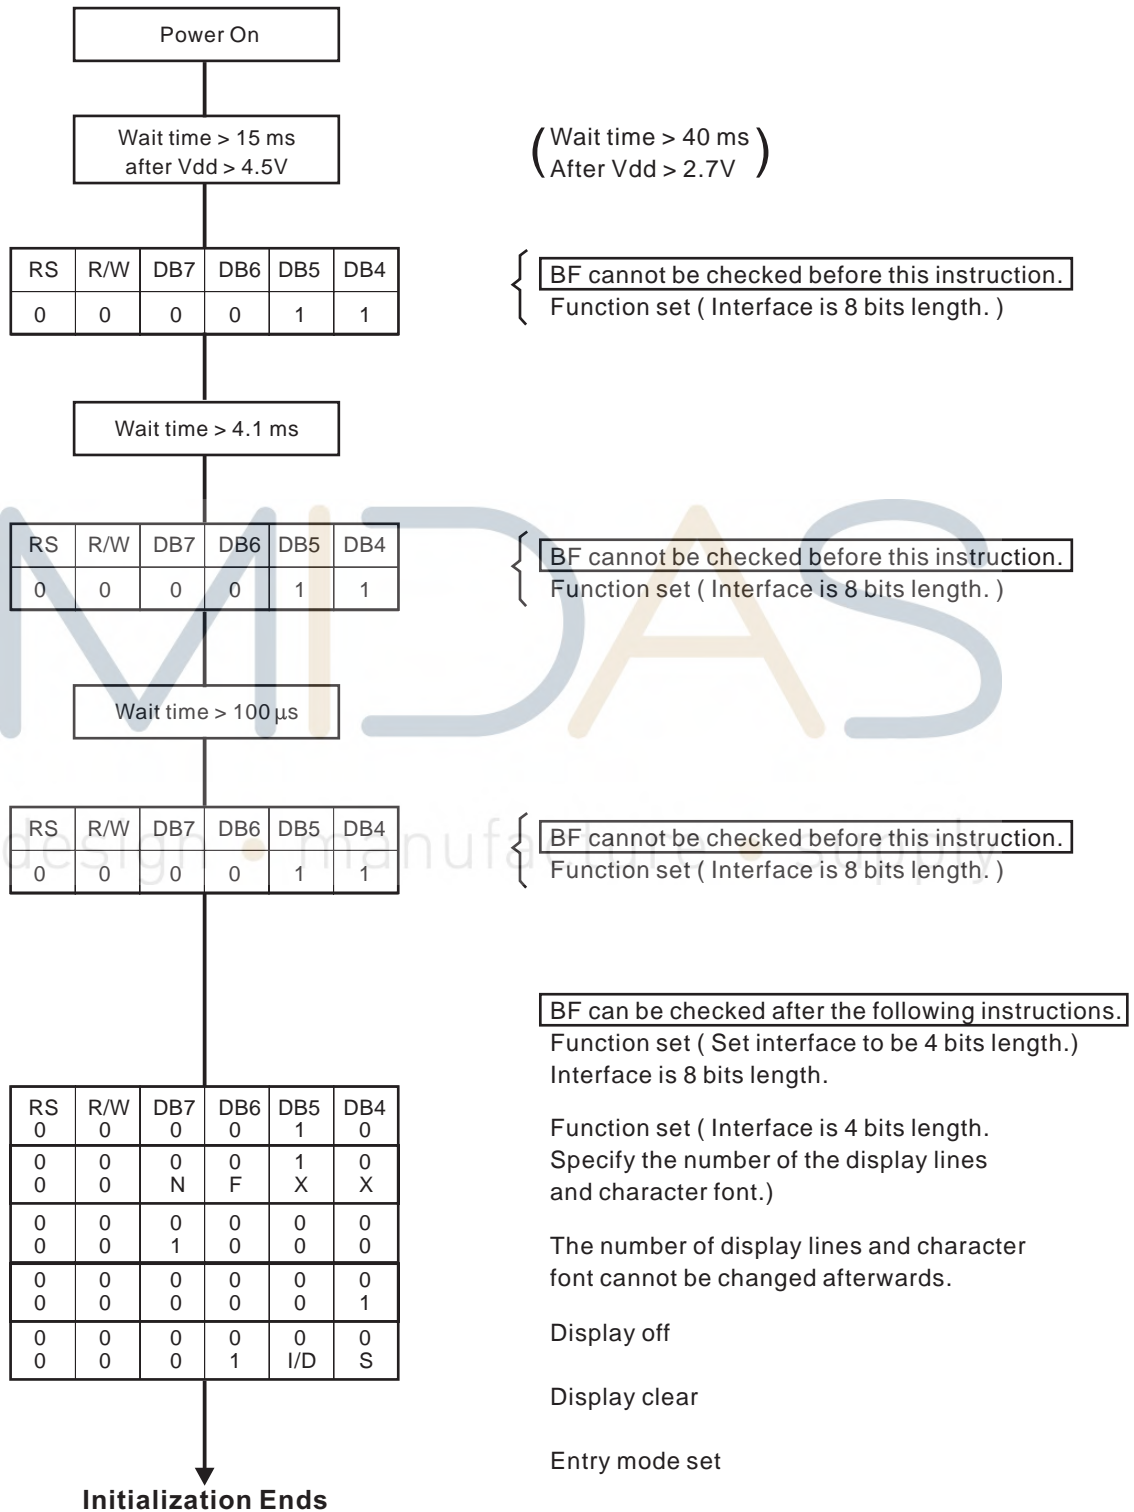 Power On
Wait time > 15 ms
after Vdd > 4.5V
(Wait time > 40 ms
After Vdd > 2.7V)
RS R/W DB7 DB6 DB5 DB4
0 0 0 0 1 1
BF cannot be checked before this instruction.
Function set ( Interface is 8 bits length. )
Wait time > 4.1 ms
MIDAS
RS R/W DB7 DB6 DB5 DB4
0 0 0 0 1 1
BF cannot be checked before this instruction.
Function set ( Interface is 8 bits length. )
Wait time > 100 µs
design • manufacture • supply
RS R/W DB7 DB6 DB5 DB4
0 0 0 0 1 1
BF cannot be checked before this instruction.
Function set ( Interface is 8 bits length. )
BF can be checked after the following instructions.
Function set ( Set interface to be 4 bits length.)
Interface is 8 bits length.
RS R/W DB7 DB6 DB5 DB4
0 0 0 0 1 0
0 0 0 0 1 0
0 0 N F X X
0 0 0 0 0 0
0 0 1 0 0 0
0 0 0 0 0 0
0 0 0 0 0 1
0 0 0 0 0 0
0 0 0 1 I/D S
Function set ( Interface is 4 bits length.
Specify the number of the display lines
and character font.)
The number of display lines and character
font cannot be changed afterwards.
Display off
Display clear
Entry mode set
Initialization Ends